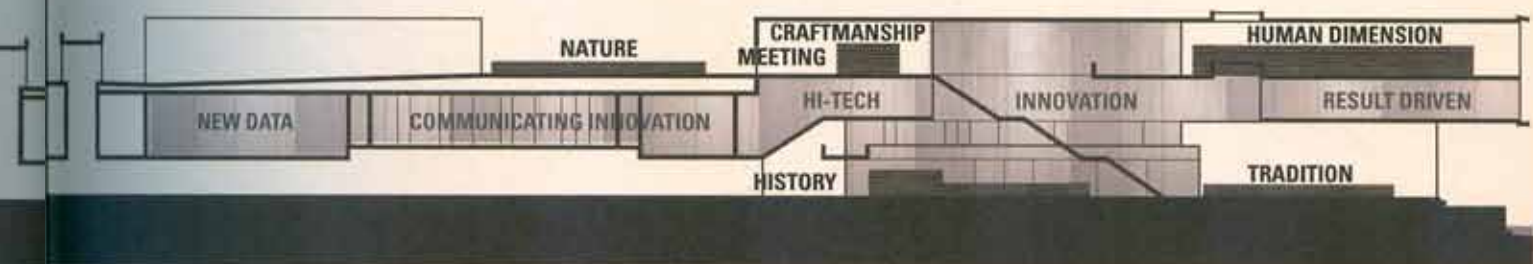 CRAFTMANSHIP
HUMAN DIMENSION
NATURE
MEETING
NEW DATA
COMMUNICATING INNOVATION
HI-TECH
INNOVATION
RESULT DRIVEN
HISTORY
TRADITION